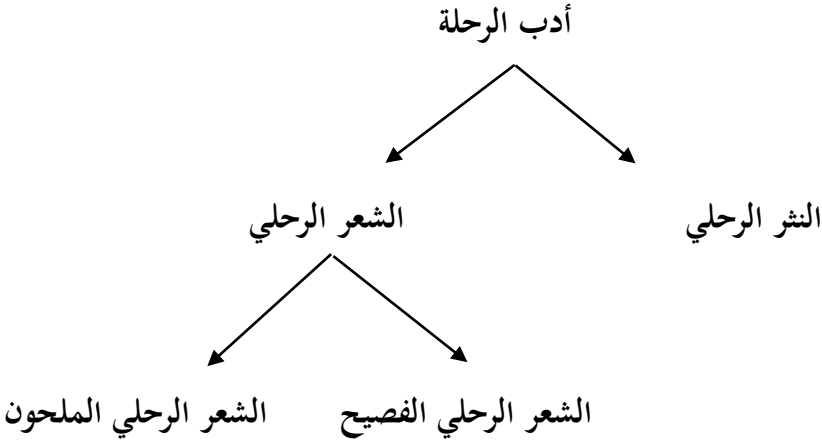 أدب الرحلة
النثر الرحلي
الشعر الرحلي
الشعر الرحلي الفصيح
الشعر الرحلي الملحون